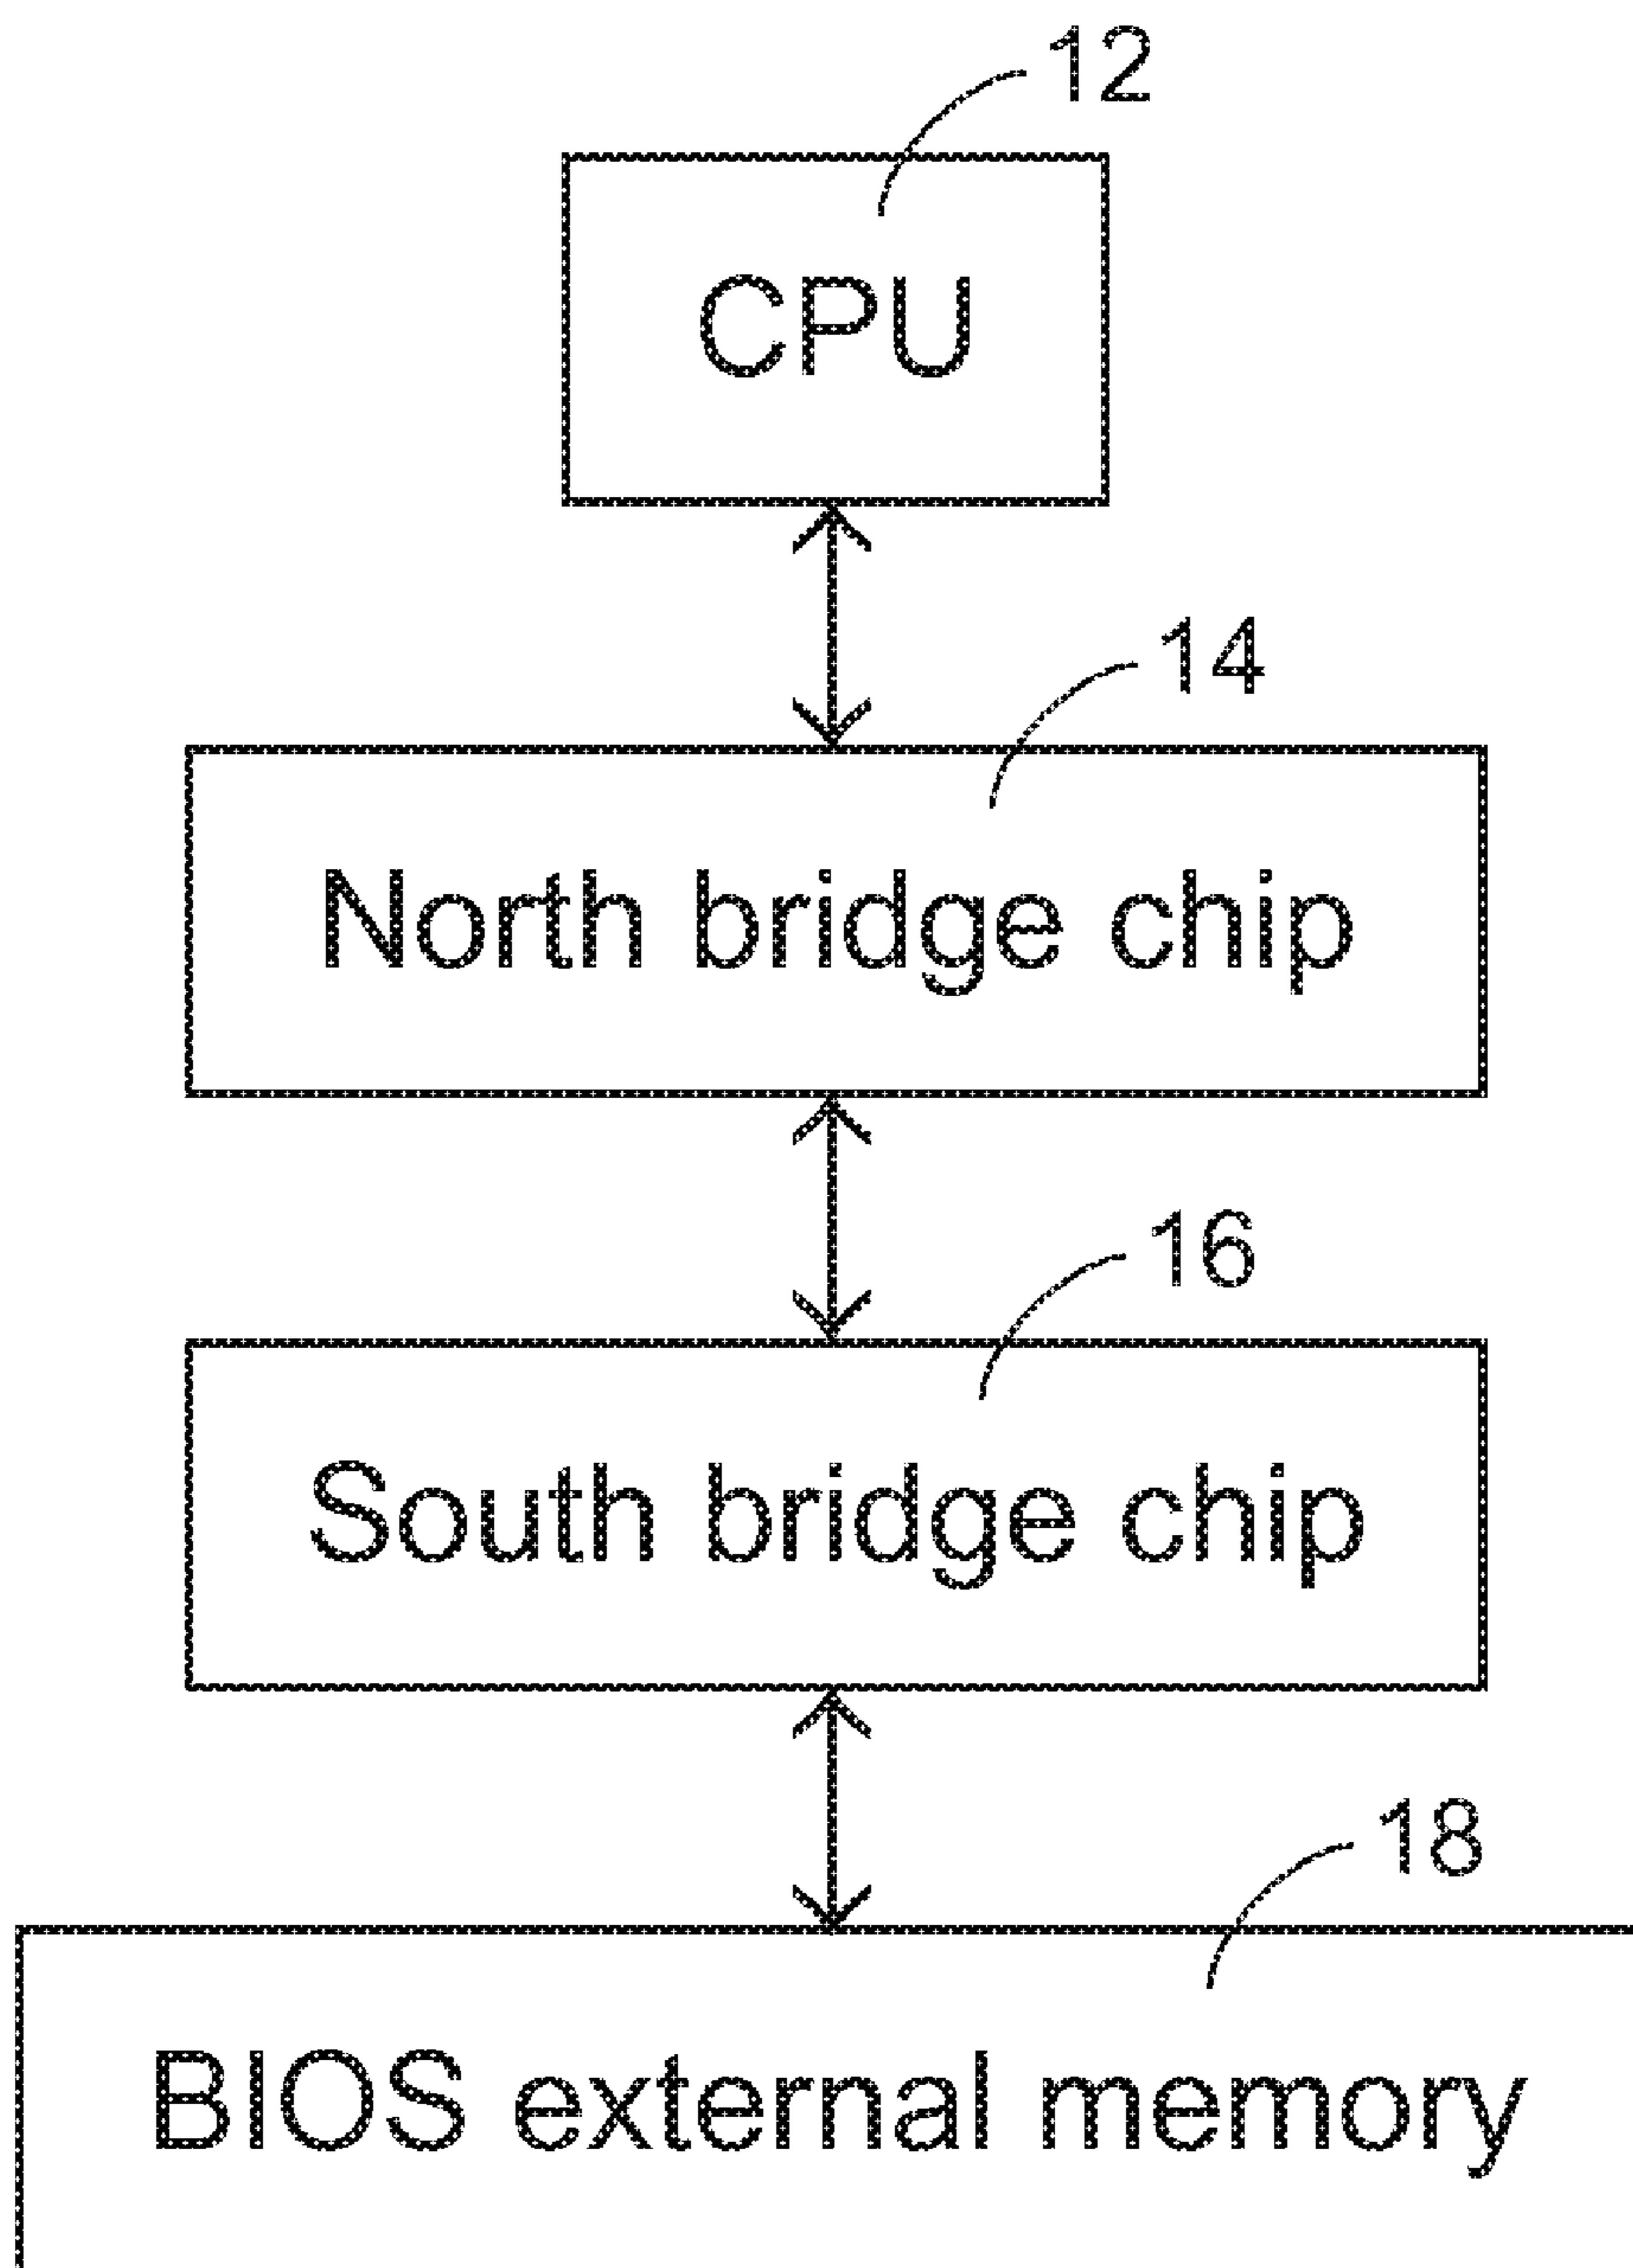 12
CPU
14
North bridge chip
16
South bridge chip
18
BIOS external memory